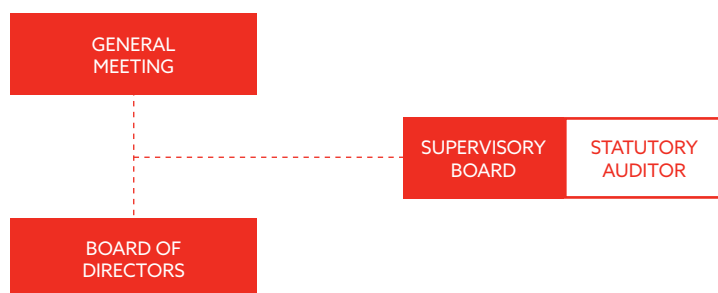 GENERAL
MEETING
SUPERVISORY
BOARD
STATUTORY
AUDITOR
BOARD OF
DIRECTORS